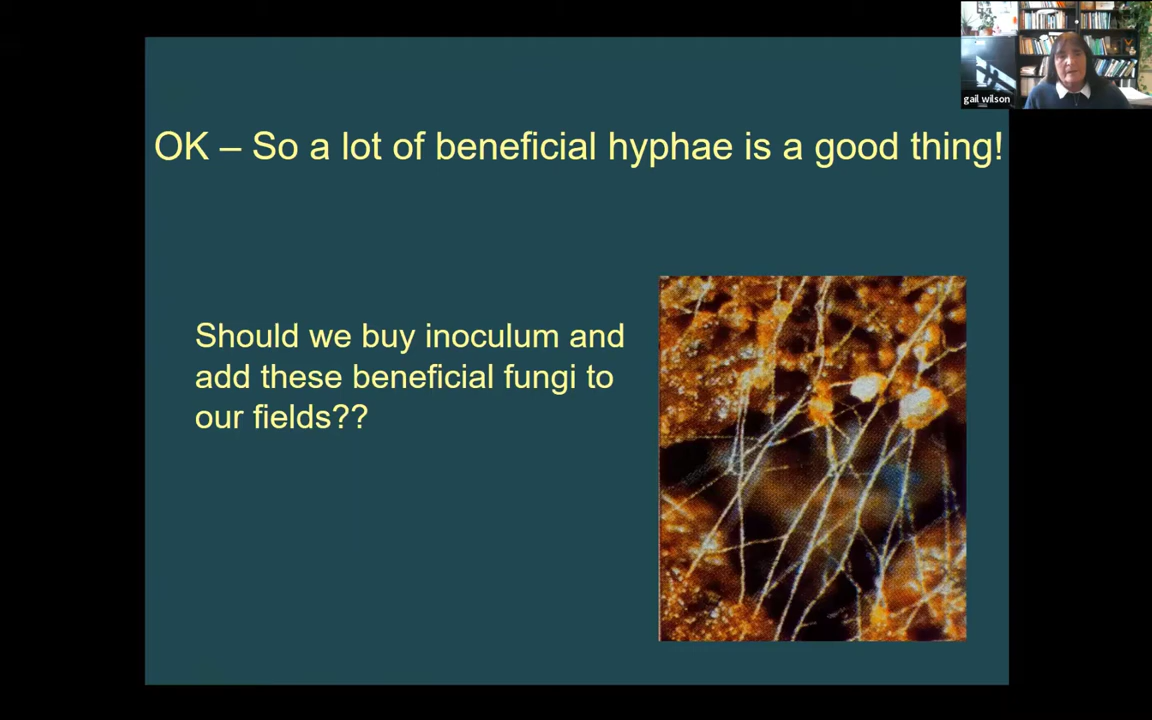 gail wilson
OK – So a lot of beneficial hyphae is a good thing!
Should we buy inoculum and
add these beneficial fungi to
our fields??